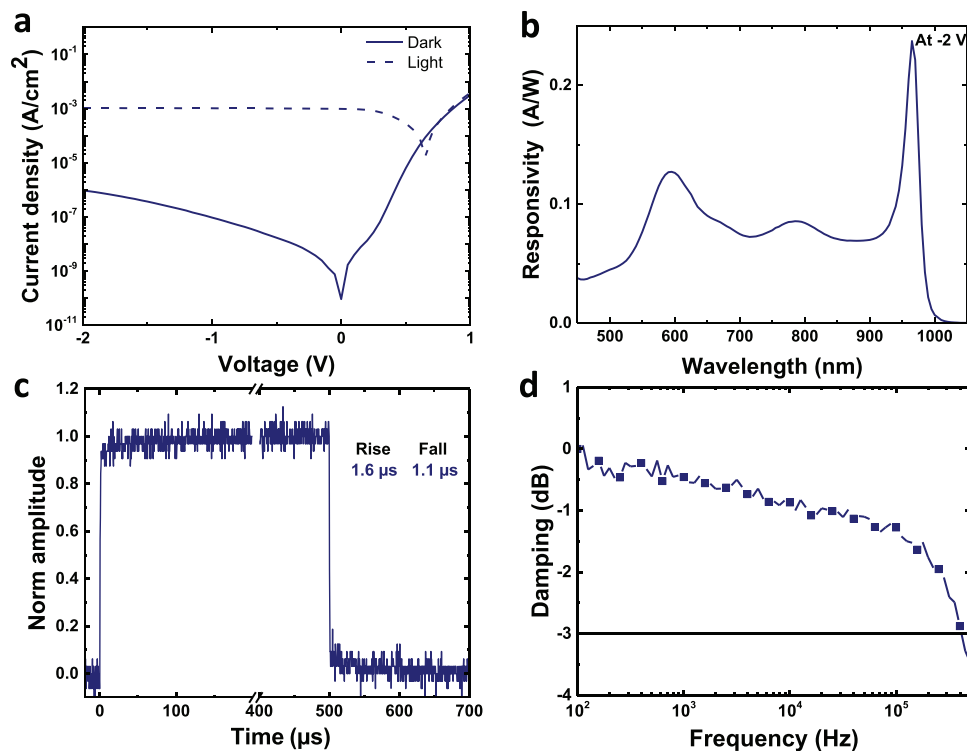 a
Dark
Light
10⁻¹
10⁻³
10⁻⁵
10⁻⁷
10⁻⁹
10⁻¹¹
Current density (A/cm²)
-2
-1
0
1
Voltage (V)
b
At -2 V
0.2
0.1
0.0
Responsivity (A/W)
500
600
700
800
900
1000
Wavelength (nm)
c
1.2
1.0
0.8
0.6
0.4
0.2
0.0
Norm amplitude
Rise Fall
1.6 μs 1.1 μs
0
100
400
500
600
700
Time (μs)
d
1
0
-1
-2
-3
-4
Damping (dB)
10²
10³
10⁴
10⁵
Frequency (Hz)